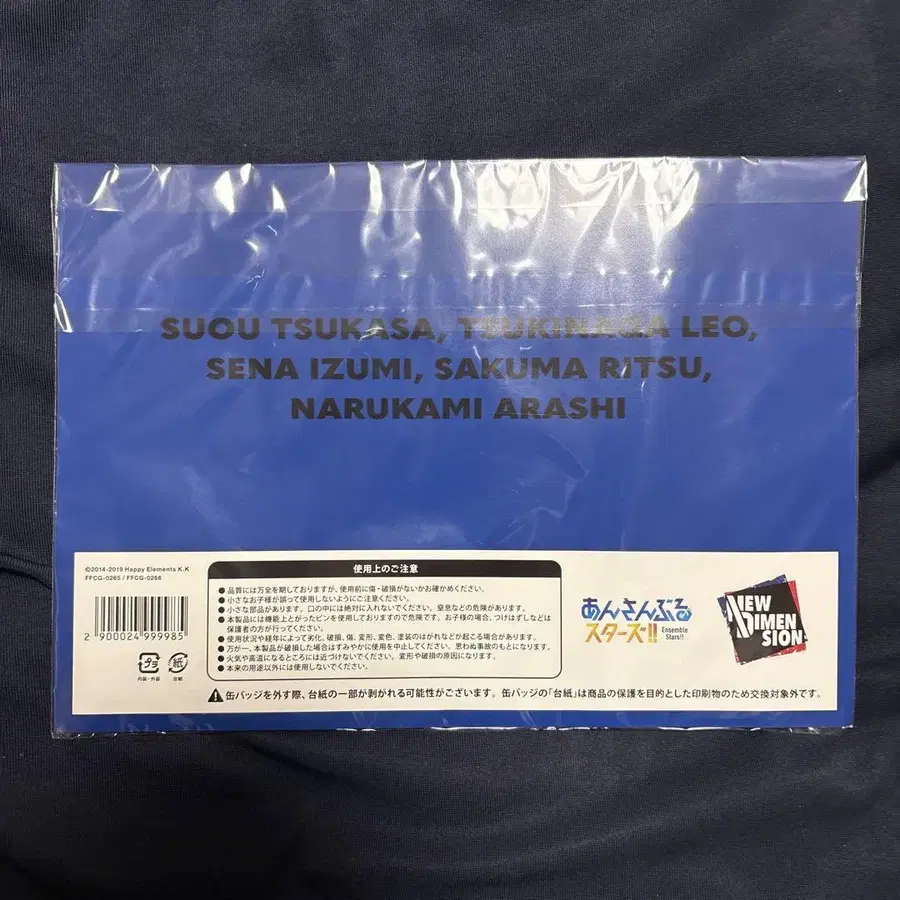 SUOU TSUKASA, TSUKINAGA LEO,
SENA IZUMI, SAKUMA RITSU,
NARUKAMI ARASHI
©2014-2019 Happy Elements K.K
FFCG-0265 / FFCG-0266
2 900024 999985
プラ
内装・外装
紙
台紙
使用上のご注意
● 品質には万全を期しておりますが、使用前に傷・破損がないかお確かめください。
● 小さなお子様が誤って使用しないようにご注意ください。
● 小さな部品があります。口の中には絶対に入れないでください。窒息などの危険があります。
● 本製品には機能上とがったピンを使用しておりますので危険です。お子様の場合、つけはずしなどは
保護者の方が行ってください。
● 使用状況や経年によって劣化、破損、傷、変形、変色、塗装のはがれなどが起こる場合があります。
● 万が一、本製品が破損した場合はすみやかに使用を中止してください。思わぬ事故のもとになります。
● 火気や高温になるところには近づけないでください。変形や破損の原因になります。
● 本来の用途以外には使用しないでください。
あんさんぶる
スターズ!!
Ensemble
Stars!!
NEW
DIMEN
SION
缶バッジを外す際、台紙の一部が剥がれる可能性がございます。缶バッジの「台紙」は商品の保護を目的とした印刷物のため交換対象外です。